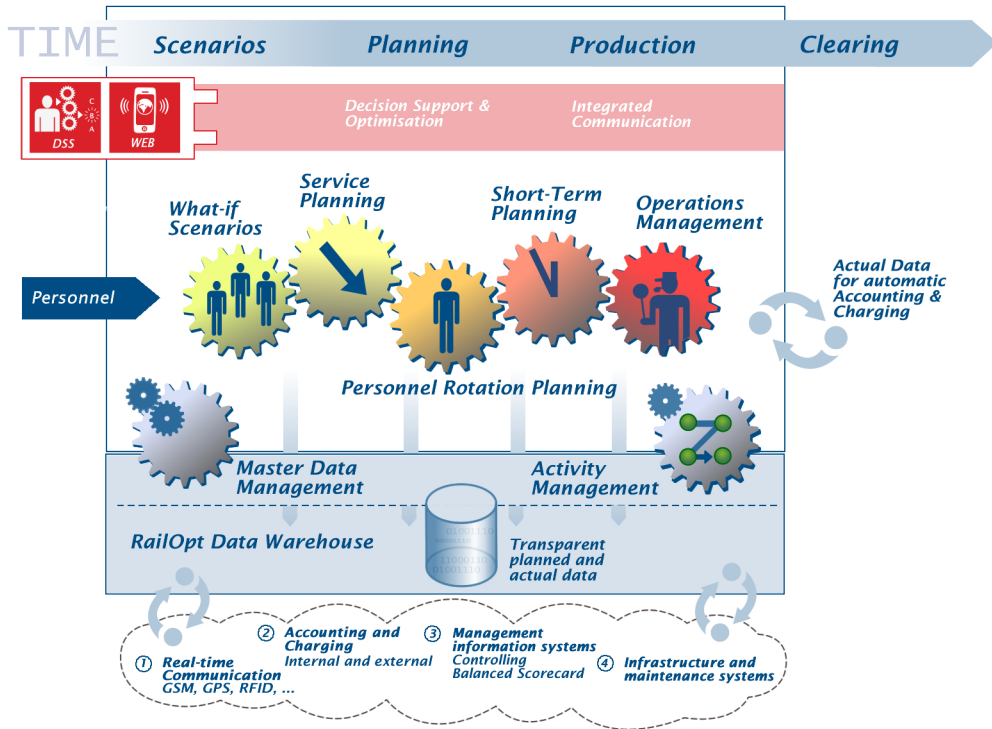 TIME
Scenarios
Planning
Production
Clearing
C
B
A
DSS
WEB
Decision Support &
Optimisation
Integrated
Communication
What-if
Scenarios
Service
Planning
Short-Term
Planning
Operations
Management
Personnel
Personnel Rotation Planning
Actual Data
for automatic
Accounting &
Charging
Master Data
Management
Activity
Management
RailOpt Data Warehouse
01001110
11000110
01001110
Transparent
planned and
actual data
1 Real-time
Communication
GSM, GPS, RFID, ...
2 Accounting and
Charging
Internal and external
3 Management
information systems
Controlling
Balanced Scorecard
4 Infrastructure and
maintenance systems